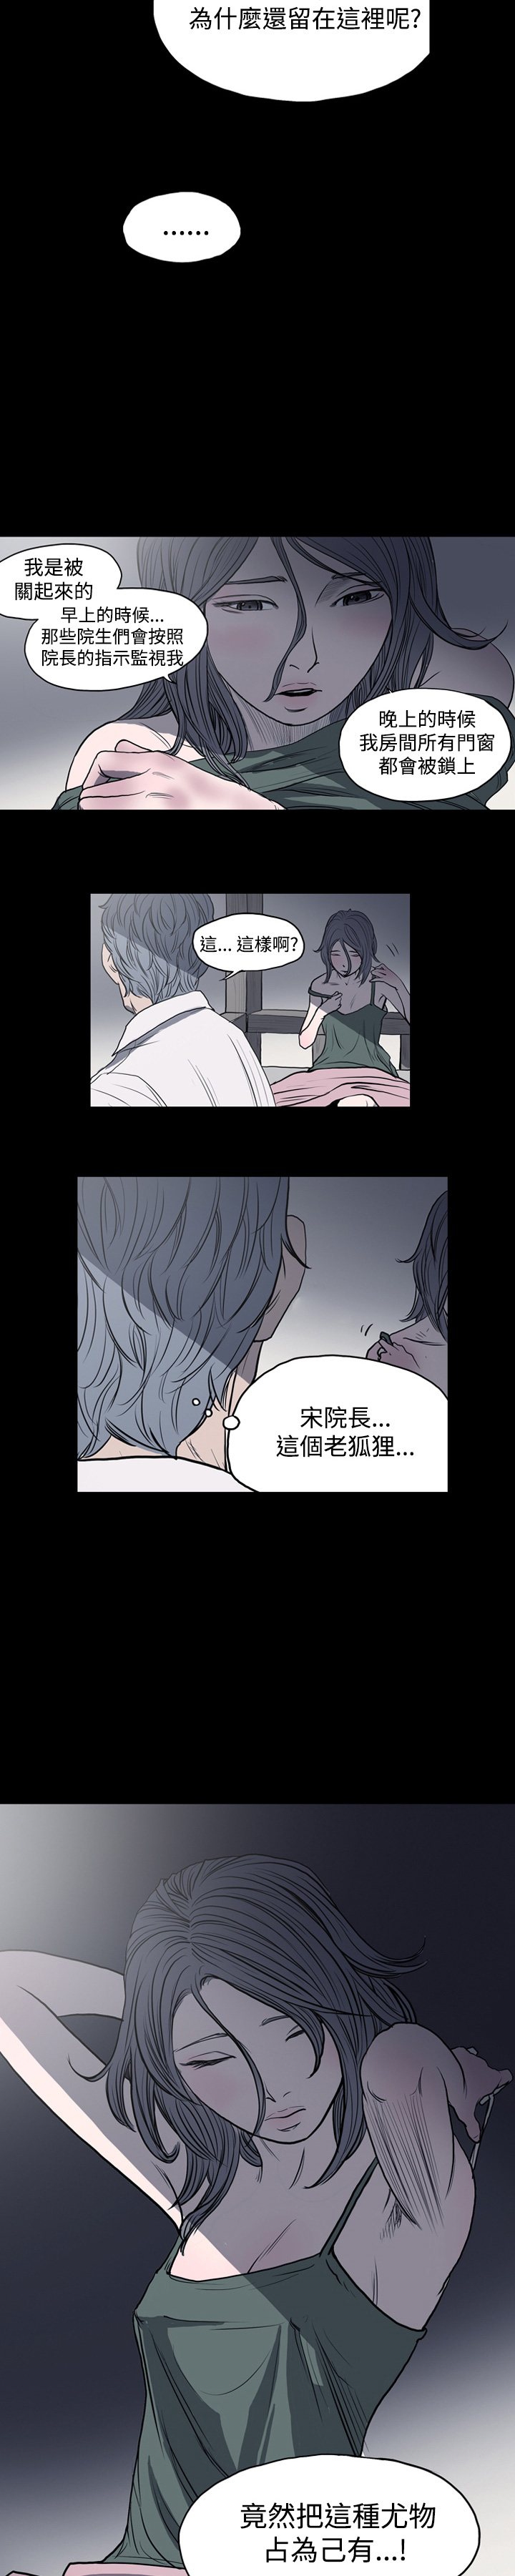 為什麼還留在這裡呢?
......
我是被
關起來的
早上的時候...
那些院生們會按照
院長的指示監視我
晚上的時候
我房間所有門窗
都會被鎖上
這... 這樣啊?
宋院長...
這個老狐狸...
竟然把這種尤物
占為己有...!